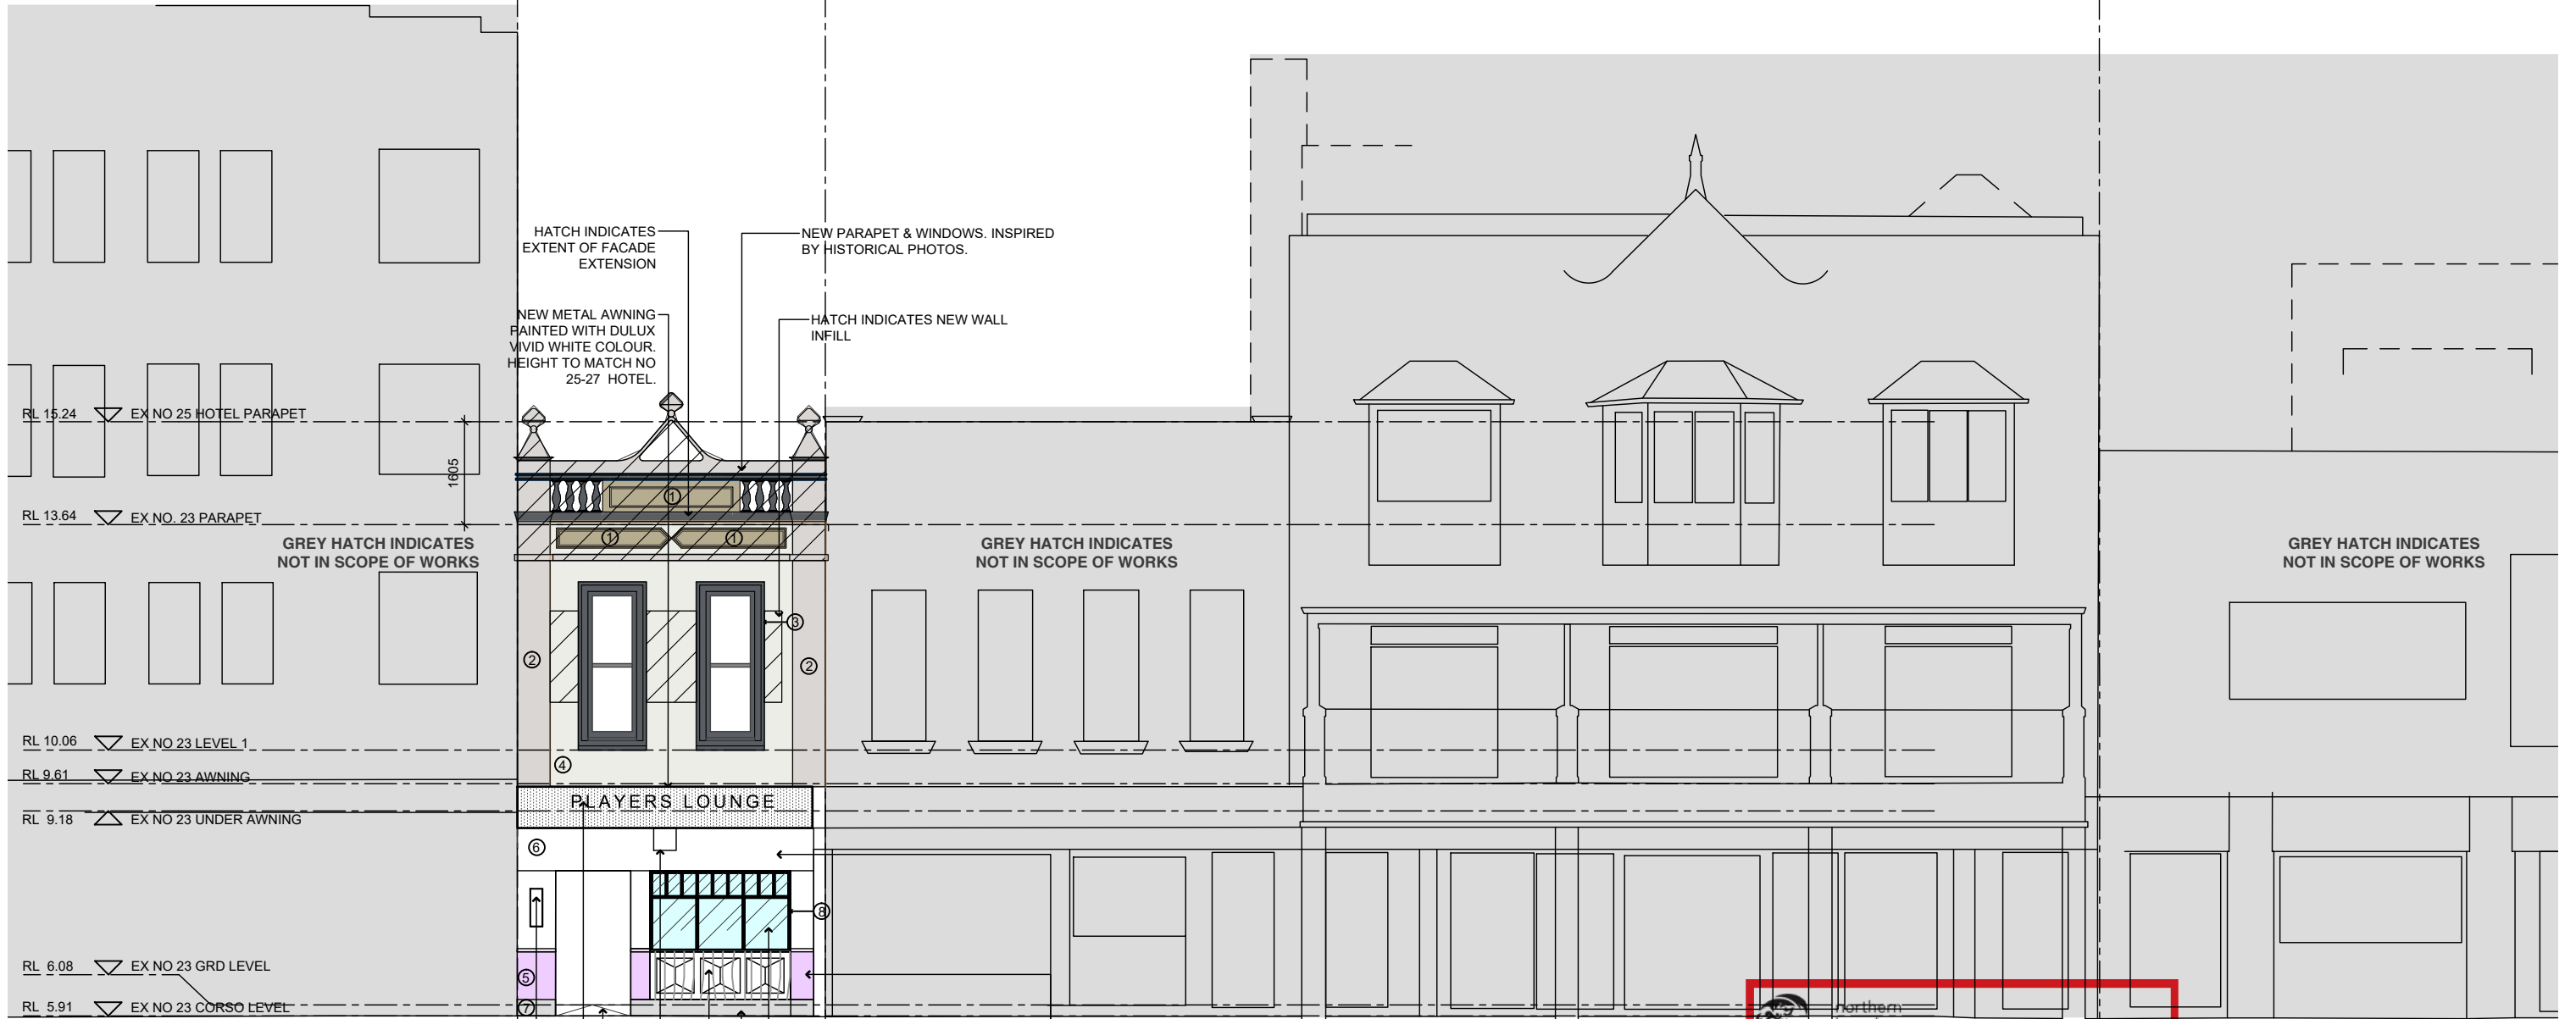 HATCH INDICATES
EXTENT OF FACADE
EXTENSION
NEW PARAPET & WINDOWS. INSPIRED
BY HISTORICAL PHOTOS.
NEW METAL AWNING
PAINTED WITH DULUX
VIVID WHITE COLOUR.
HEIGHT TO MATCH NO
25-27 HOTEL.
HATCH INDICATES NEW WALL
INFILL
RL 15.24 EX NO 25 HOTEL PARAPET
1605
RL 13.64 EX NO. 23 PARAPET
1
1 1
GREY HATCH INDICATES
NOT IN SCOPE OF WORKS
GREY HATCH INDICATES
NOT IN SCOPE OF WORKS
GREY HATCH INDICATES
NOT IN SCOPE OF WORKS
3
2 2
RL 10.06 EX NO 23 LEVEL 1
4
RL 9.61 EX NO 23 AWNING
PLAYERS LOUNGE
RL 9.18 EX NO 23 UNDER AWNING
6
8
RL 6.08 EX NO 23 GRD LEVEL
5
RL 5.91 EX NO 23 CORSO LEVEL
7
northern